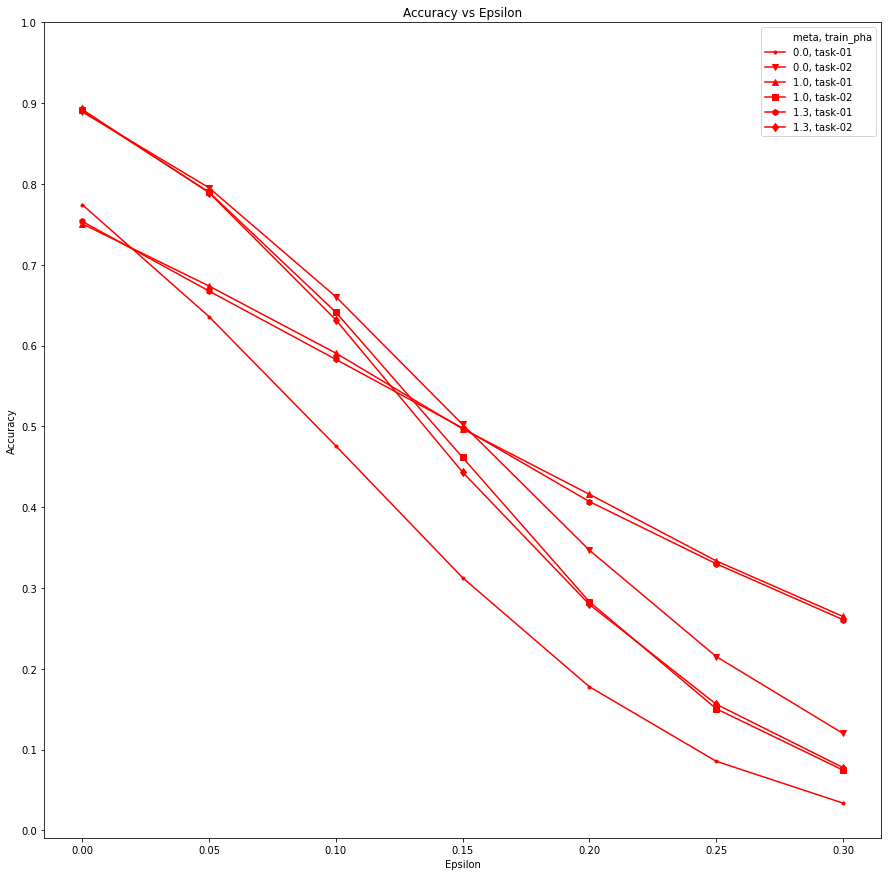 Accuracy vs Epsilon
meta, train_pha
0.0, task-01
0.0, task-02
1.0, task-01
1.0, task-02
1.3, task-01
1.3, task-02
1.0
0.9
0.8
0.7
0.6
0.5
0.4
0.3
0.2
0.1
0.0
Accuracy
0.00 0.05 0.10 0.15 0.20 0.25 0.30
Epsilon